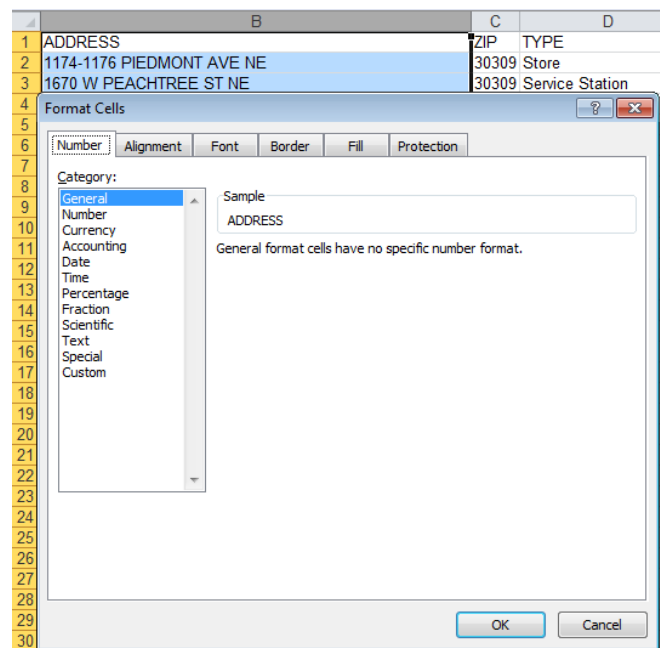 B C D
1 ADDRESS ZIP TYPE
2 1174-1176 PIEDMONT AVE NE 30309 Store
3 1670 W PEACHTREE ST NE 30309 Service Station
4 Format Cells ?
5
6 Number Alignment Font Border Fill Protection
7 Category:
8 General Sample
9 Number
10 Currency ADDRESS
11 Accounting General format cells have no specific number format.
12 Date
13 Time
14 Percentage
Fraction
15 Scientific
16 Text
Special
17 Custom
18
19
20
21
22
23
24
25
26
27
28
29 OK Cancel
30